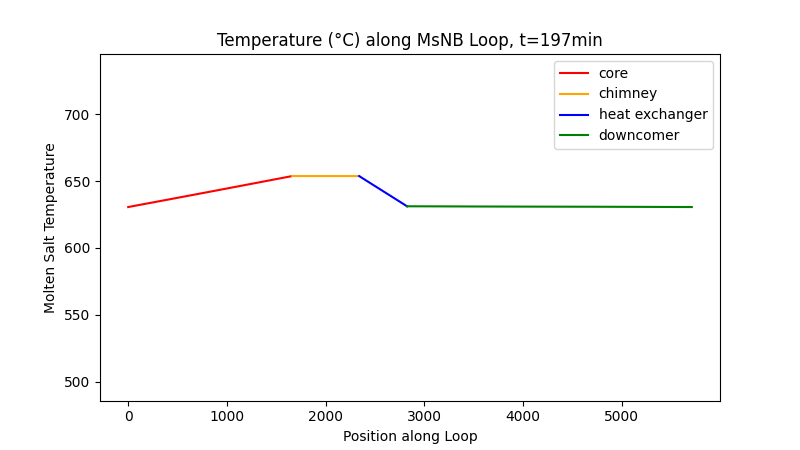 Temperature (°C) along MsNB Loop, t=197min
core
chimney
heat exchanger
downcomer
Molten Salt Temperature
700
650
600
550
500
0 1000 2000 3000 4000 5000
Position along Loop